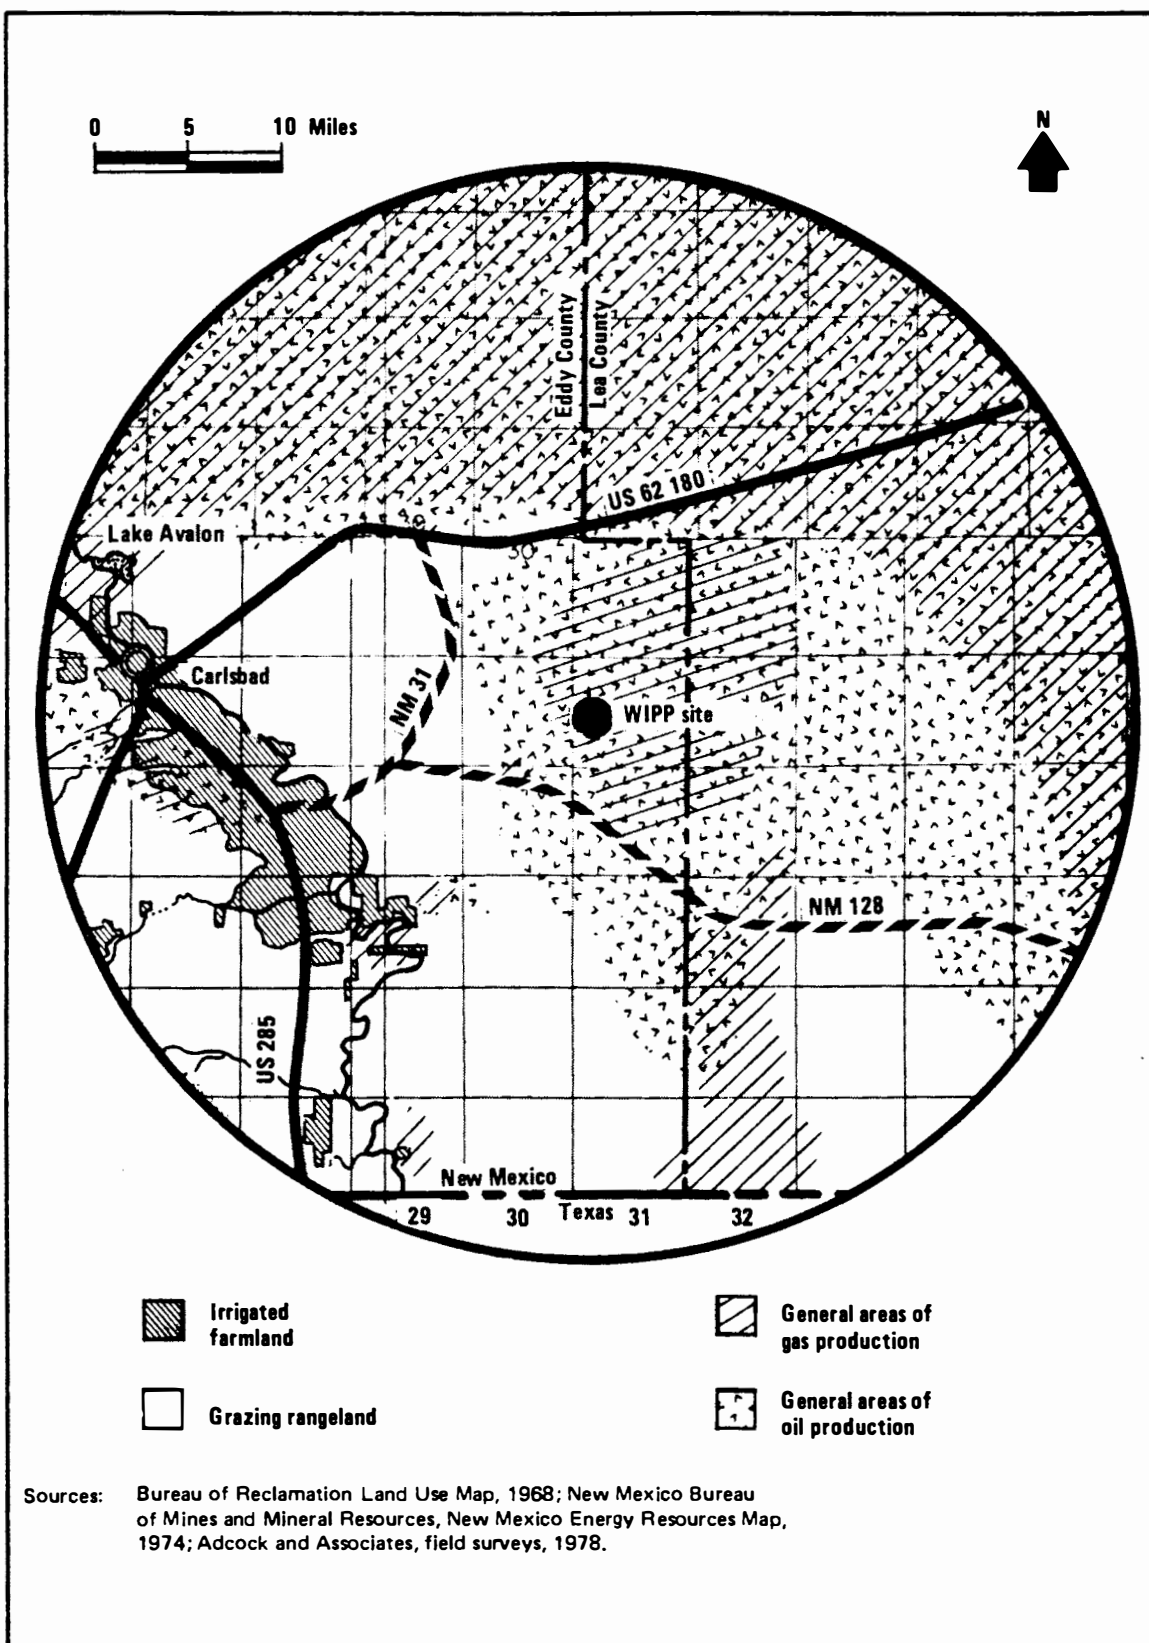 0 5 10 Miles
N
Eddy County
Lea County
US 62 180
Lake Avalon
30
Carlsbad
NM 31
WIPP site
NM 128
US 285
New Mexico
Texas
29 30 31 32
Irrigated
farmland
General areas of
gas production
Grazing rangeland
General areas of
oil production
Sources: Bureau of Reclamation Land Use Map, 1968; New Mexico Bureau
of Mines and Mineral Resources, New Mexico Energy Resources Map,
1974; Adcock and Associates, field surveys, 1978.